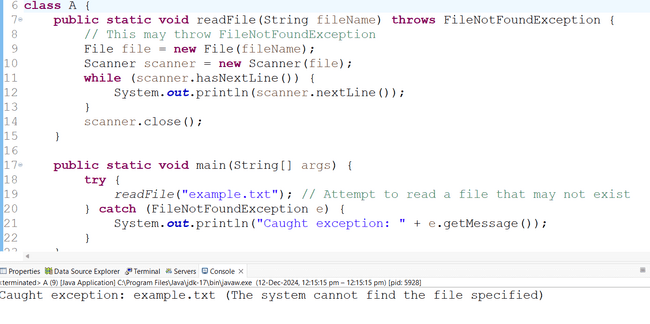 6 class A {
7 public static void readFile(String fileName) throws FileNotFoundException {
8 // This may throw FileNotFoundException
9 File file = new File(fileName);
10 Scanner scanner = new Scanner(file);
11 while (scanner.hasNextLine()) {
12 System.out.println(scanner.nextLine());
13 }
14 scanner.close();
15 }
16
17 public static void main(String[] args) {
18 try {
19 readFile("example.txt"); // Attempt to read a file that may not exist
20 } catch (FileNotFoundException e) {
21 System.out.println("Caught exception: " + e.getMessage());
22 }
Properties Data Source Explorer Terminal Servers Console
<terminated> A (9) [Java Application] C:\Program Files\Java\jdk-17\bin\javaw.exe (12-Dec-2024, 12:15:15 pm – 12:15:15 pm) [pid: 5928]
Caught exception: example.txt (The system cannot find the file specified)